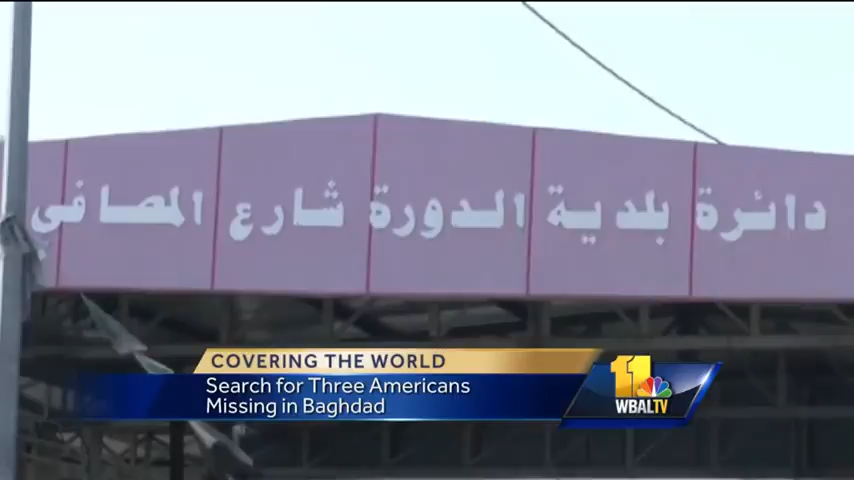 دائرة بلدية الدورة شارع المصافي
COVERING THE WORLD
Search for Three Americans
Missing in Baghdad
11
WBALTV